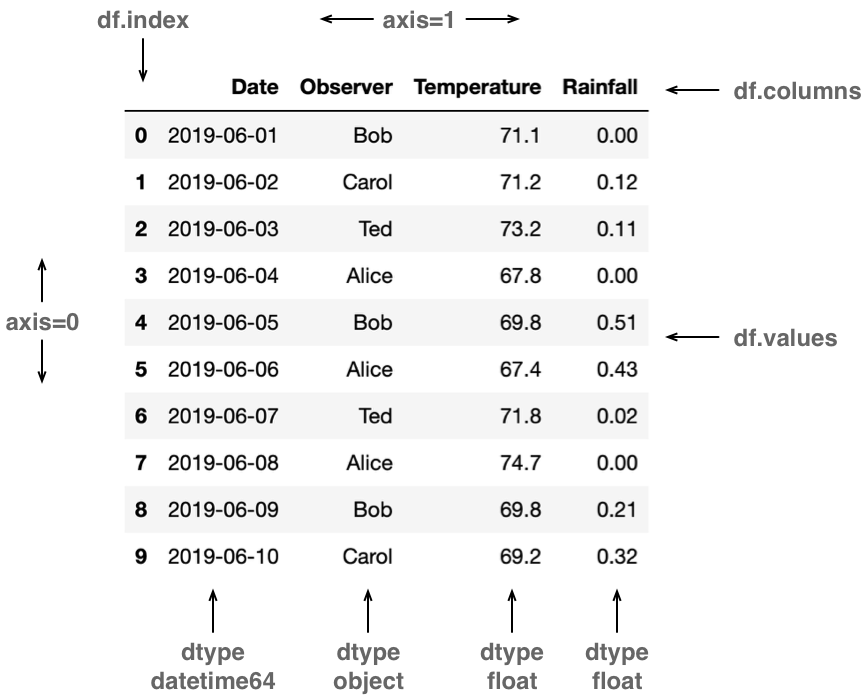 df.index
axis=1
Date Observer Temperature Rainfall
df.columns
0 2019-06-01 Bob 71.1 0.00
1 2019-06-02 Carol 71.2 0.12
2 2019-06-03 Ted 73.2 0.11
3 2019-06-04 Alice 67.8 0.00
axis=0
4 2019-06-05 Bob 69.8 0.51
df.values
5 2019-06-06 Alice 67.4 0.43
6 2019-06-07 Ted 71.8 0.02
7 2019-06-08 Alice 74.7 0.00
8 2019-06-09 Bob 69.8 0.21
9 2019-06-10 Carol 69.2 0.32
dtype dtype dtype dtype
datetime64 object float float